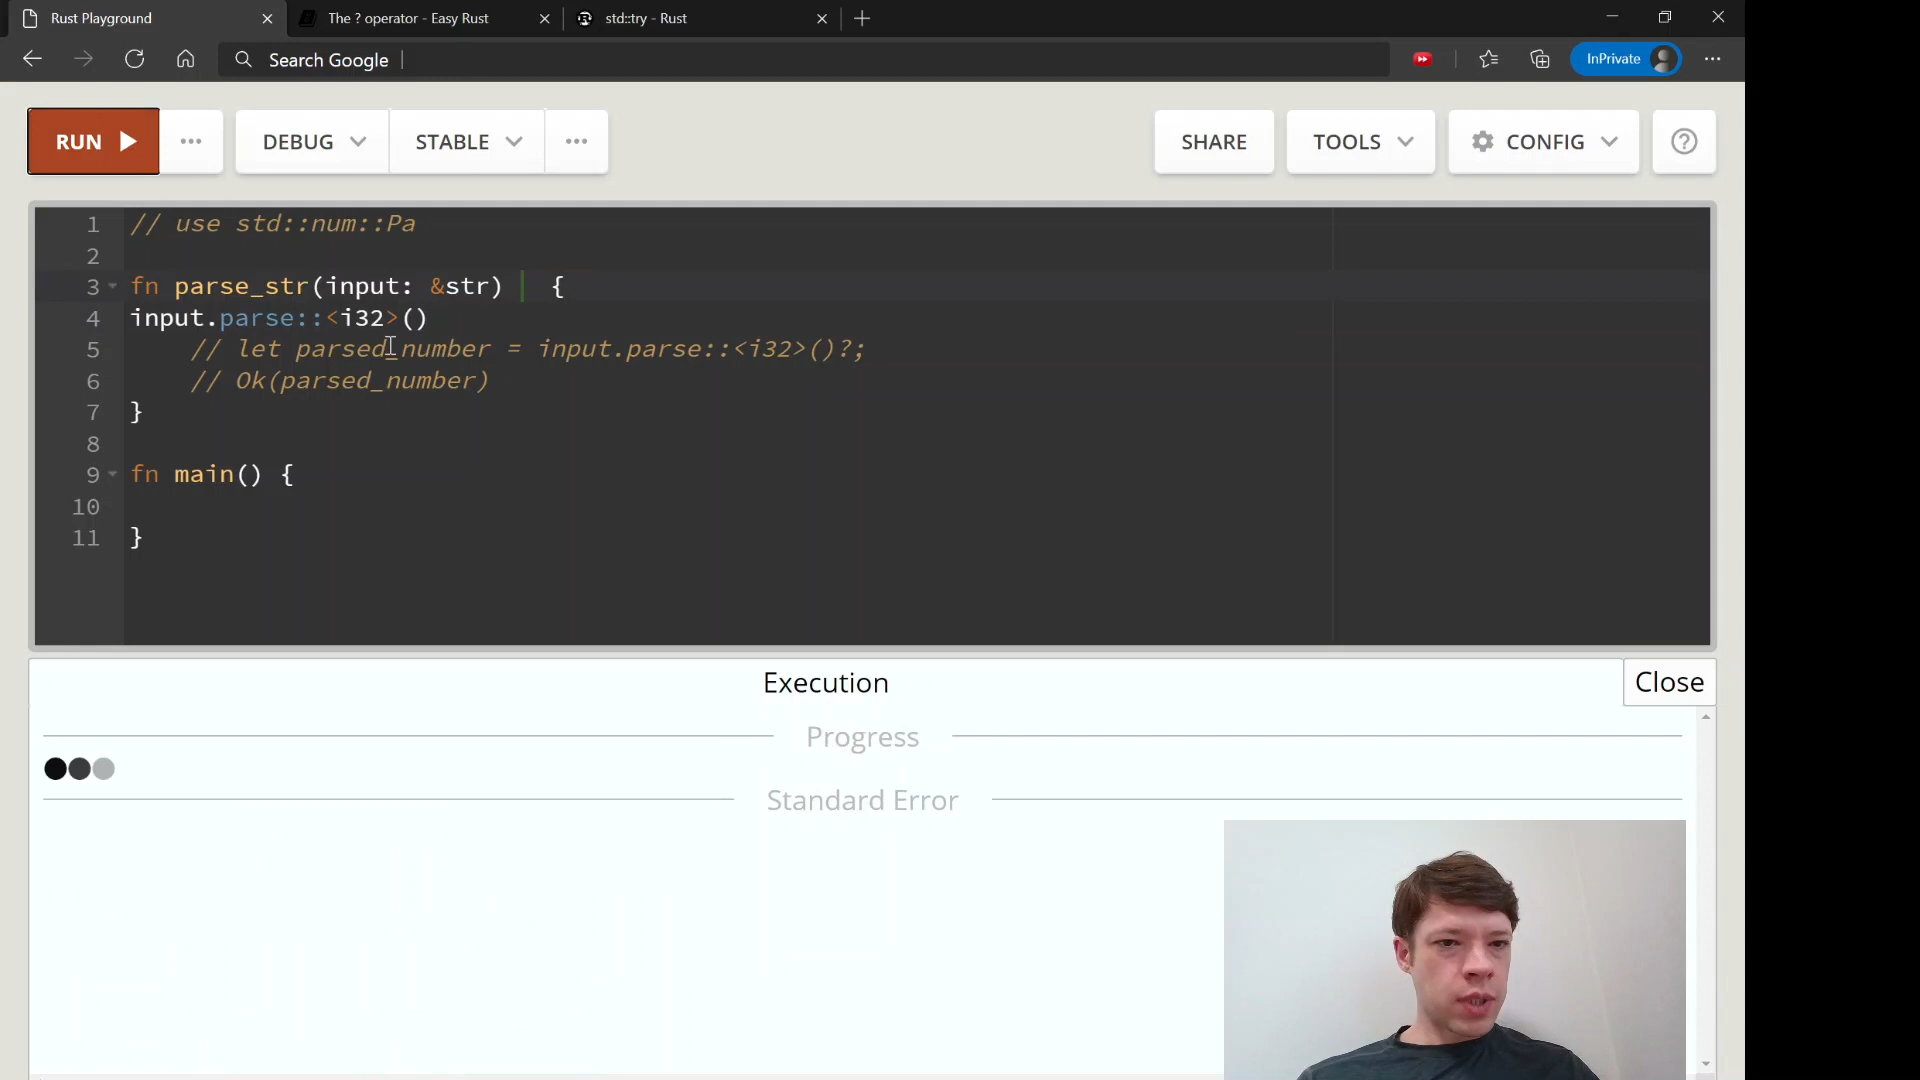 Rust Playground
The ? operator - Easy Rust
std::try - Rust
Search Google
InPrivate
RUN
DEBUG
STABLE
SHARE
TOOLS
CONFIG
1 // use std::num::Pa
2
3 fn parse_str(input: &str)   {
4 input.parse::<i32>()
5     // let parsed_number = input.parse::<i32>()?;
6     // Ok(parsed_number)
7 }
8
9 fn main() {
10
11 }
Execution
Close
Progress
Standard Error